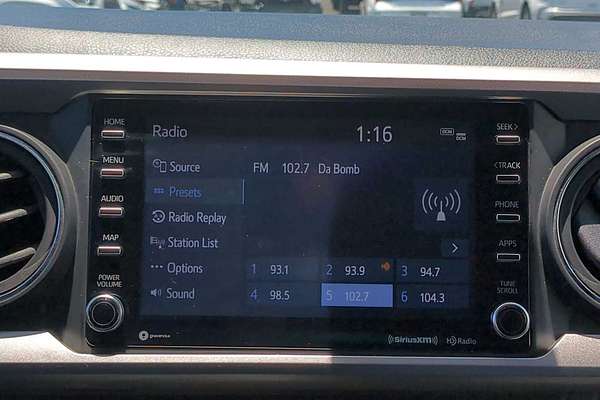 HOME
MENU
AUDIO
MAP
POWER
VOLUME
Radio
1:16
DCM
Source
Presets
Radio Replay
Station List
Options
Sound
FM 102.7 Da Bomb
1 93.1
2 93.9
3 94.7
4 98.5
5 102.7
6 104.3
gracenote
SiriusXM
HD Radio
SEEK >
< TRACK
PHONE
APPS
TUNE
SCROLL